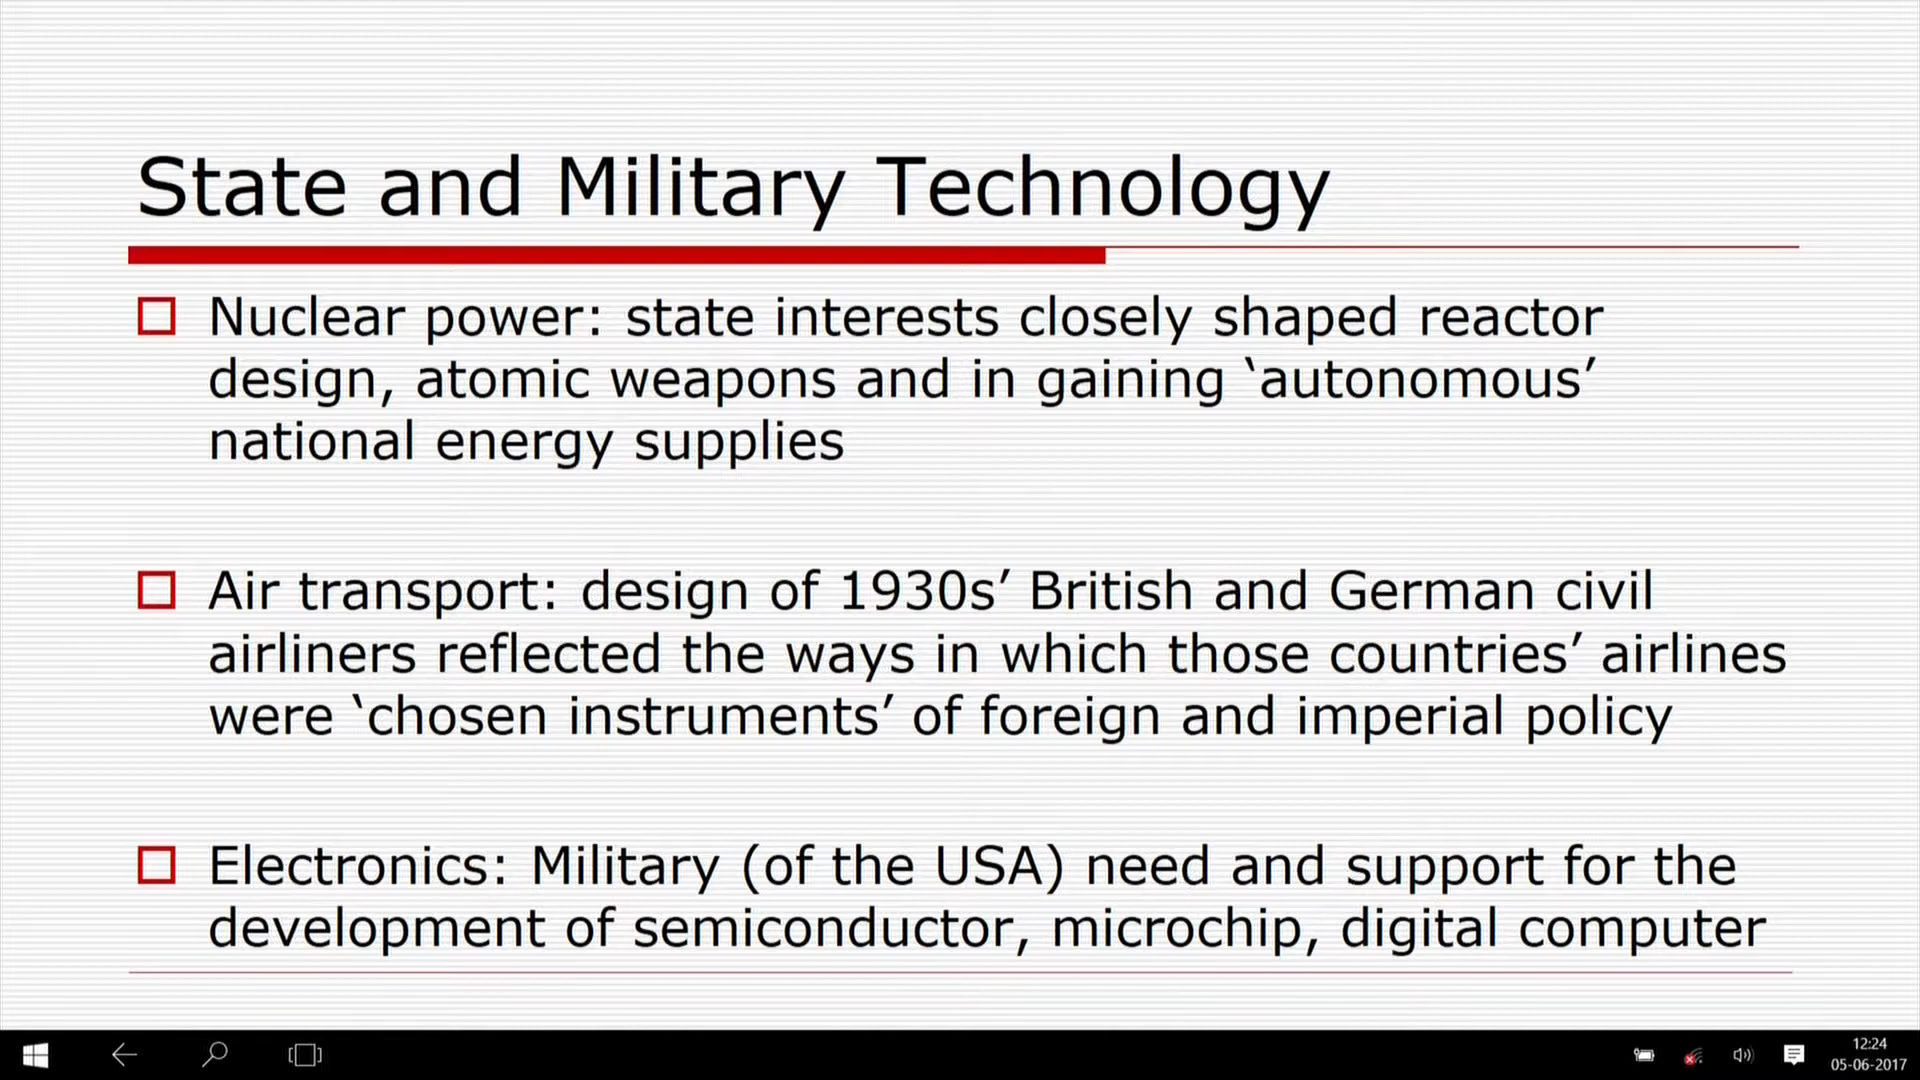 State and Military Technology
Nuclear power: state interests closely shaped reactor
design, atomic weapons and in gaining ‘autonomous’
national energy supplies
Air transport: design of 1930s’ British and German civil
airliners reflected the ways in which those countries’ airlines
were ‘chosen instruments’ of foreign and imperial policy
Electronics: Military (of the USA) need and support for the
development of semiconductor, microchip, digital computer
12:24
05-06-2017